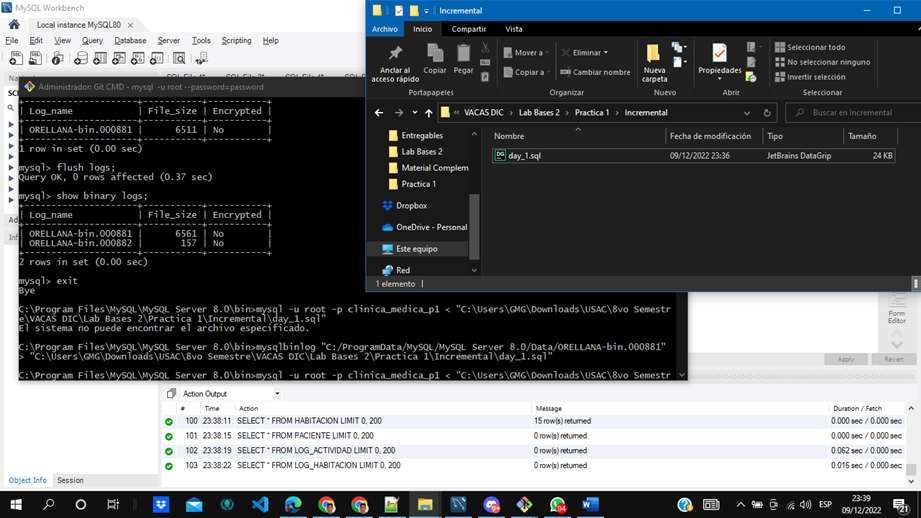 MySQL Workbench
Local instance MySQL80
File Edit View Query Database Server Tools Scripting Help
Administrador: Git CMD - mysql -u root --password=password
| Log_name | File_size | Encrypted |
| ORELLANA-bin.000881 | 6511 | No |
1 row in set (0.00 sec)
mysql> flush logs;
Query OK, 0 rows affected (0.37 sec)
mysql> show binary logs;
| Log_name | File_size | Encrypted |
| ORELLANA-bin.000881 | 6561 | No |
| ORELLANA-bin.000882 | 157 | No |
2 rows in set (0.00 sec)
mysql> exit
Bye
C:\Program Files\MySQL\MySQL Server 8.0\bin>mysql -u root -p clinica_medica_p1 < "C:\Users\GMG\Downloads\USAC\8vo Semestr
e\VACAS DIC\Lab Bases 2\Practica 1\Incremental\day_1.sql"
El sistema no puede encontrar el archivo especificado.
C:\Program Files\MySQL\MySQL Server 8.0\bin>mysqlbinlog "C:/ProgramData/MySQL/MySQL Server 8.0/Data/ORELLANA-bin.000881"
> "C:\Users\GMG\Downloads\USAC\8vo Semestre\VACAS DIC\Lab Bases 2\Practica 1\Incremental\day_1.sql"
C:\Program Files\MySQL\MySQL Server 8.0\bin>mysql -u root -p clinica_medica_p1 < "C:\Users\GMG\Downloads\USAC\8vo Semestr
Incremental
Archivo Inicio Compartir Vista
Anclar al acceso rápido
Copiar
Pegar
Mover a
Copiar a
Eliminar
Cambiar nombre
Nueva carpeta
Propiedades
Seleccionar todo
No seleccionar ninguno
Invertir selección
Portapapeles Organizar Nuevo Abrir Seleccionar
« VACAS DIC > Lab Bases 2 > Practica 1 > Incremental
Buscar en Incremental
Entregables
Lab Bases 2
Material Complem
Practica 1
Dropbox
OneDrive - Personal
Este equipo
Red
Nombre Fecha de modificación Tipo Tamaño
day_1.sql 09/12/2022 23:36 JetBrains DataGrip 24 KB
1 elemento
Form Editor
Apply Revert
Action Output
# Time Action Message Duration / Fetch
100 23:38:11 SELECT * FROM HABITACION LIMIT 0, 200 15 row(s) returned 0.000 sec / 0.000 sec
101 23:38:15 SELECT * FROM PACIENTE LIMIT 0, 200 0 row(s) returned 0.000 sec / 0.000 sec
102 23:38:19 SELECT * FROM LOG_ACTIVIDAD LIMIT 0, 200 0 row(s) returned 0.062 sec / 0.000 sec
103 23:38:22 SELECT * FROM LOG_HABITACION LIMIT 0, 200 0 row(s) returned 0.016 sec / 0.000 sec
Object Info Session
ESP
23:39
09/12/2022
21